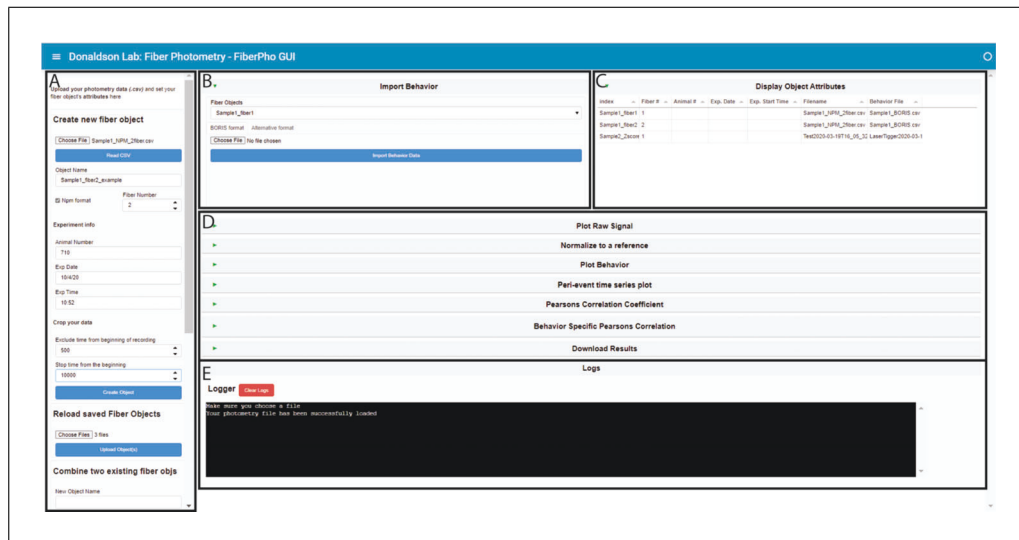 Donaldson Lab: Fiber Photometry - FiberPho GUI
A
Upload your photometry data (.csv) and set your
fiber object's attributes here
Create new fiber object
Choose File Sample1_NPM_2fiber.csv
Read CSV
Object Name
Sample1_fiber2_example
Npm format
Fiber Number
2
Experiment info
Animal Number
710
Exp Date
10/4/20
Exp Time
10:52
Crop your data
Exclude time from beginning of recording
500
Stop time from the beginning
10000
Create Object
Reload saved Fiber Objects
Choose Files 3 files
Upload Object(s)
Combine two existing fiber objs
New Object Name
B
Import Behavior
Fiber Objects
Sample1_fiber1
BORIS format Alternative format
Choose File No file chosen
Import Behavior Data
C
Display Object Attributes
Index Fiber # Animal # Exp. Date Exp. Start Time Filename Behavior File
Sample1_fiber1 1 Sample1_NPM_2fiber.csv Sample1_BORIS.csv
Sample1_fiber2 2 Sample1_NPM_2fiber.csv Sample1_BORIS.csv
1
D
Plot Raw Signal
Normalize to a reference
Plot Behavior
Peri-event time series plot
Pearsons Correlation Coefficient
Behavior Specific Pearsons Correlation
Download Results
E
Logs
Logger Clear Logs
Make sure you choose a file
Your photometry file has been successfully loaded